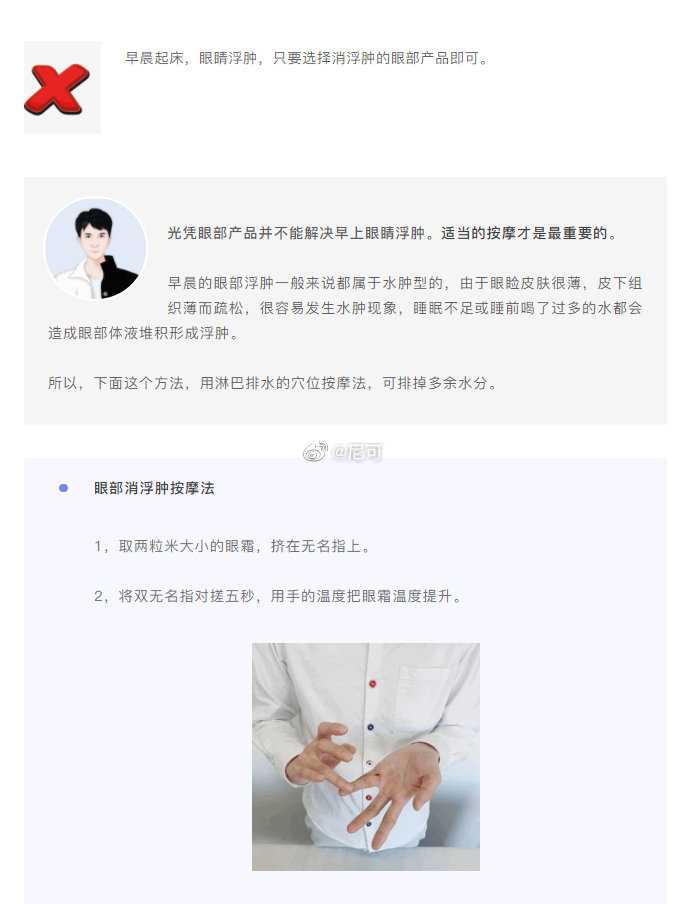 早晨起床，眼睛浮肿，只要选择消浮肿的眼部产品即可。
光凭眼部产品并不能解决早上眼睛浮肿。适当的按摩才是最重要的。
早晨的眼部浮肿一般来说都属于水肿型的，由于眼睑皮肤很薄，皮下组
织薄而疏松，很容易发生水肿现象，睡眠不足或睡前喝了过多的水都会
造成眼部体液堆积形成浮肿。
所以，下面这个方法，用淋巴排水的穴位按摩法，可排掉多余水分。
@尼可
眼部消浮肿按摩法
1，取两粒米大小的眼霜，挤在无名指上。
2，将双无名指对搓五秒，用手的温度把眼霜温度提升。